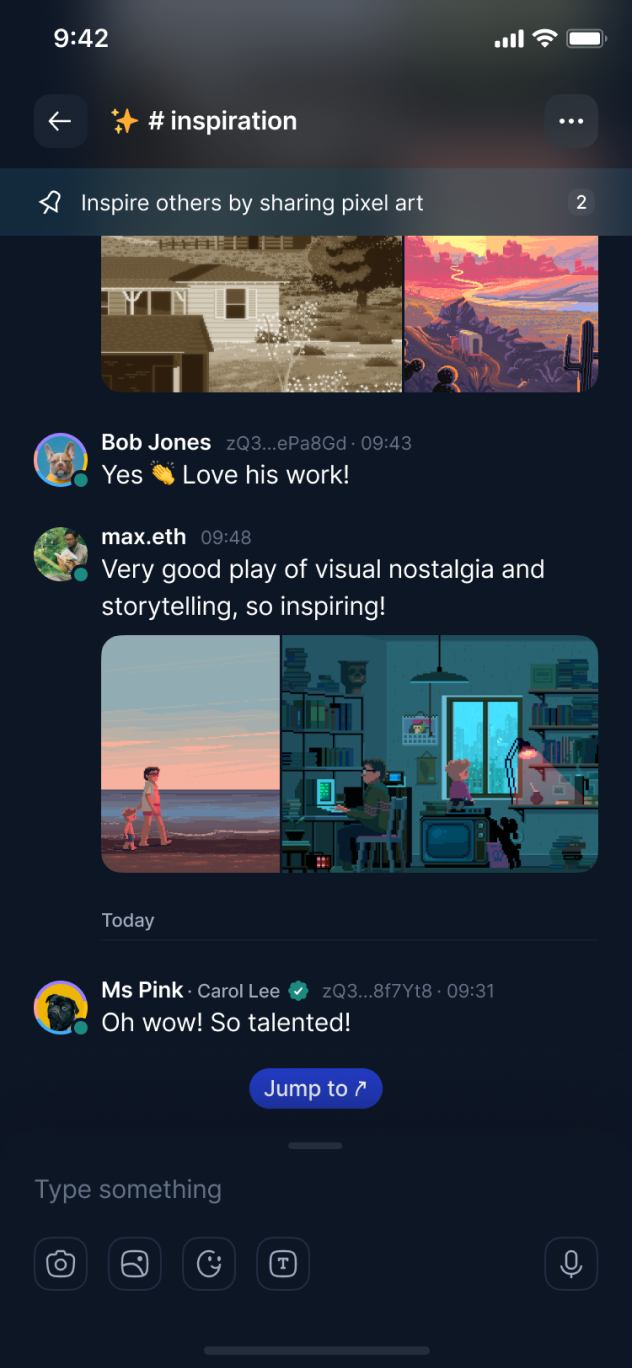 9:42
✨ # inspiration
Inspire others by sharing pixel art 2
Bob Jones zQ3...ePa8Gd · 09:43
Yes 👏 Love his work!
max.eth 09:48
Very good play of visual nostalgia and
storytelling, so inspiring!
Today
Ms Pink · Carol Lee zQ3...8f7Yt8 · 09:31
Oh wow! So talented!
Jump to ↗
Type something
T